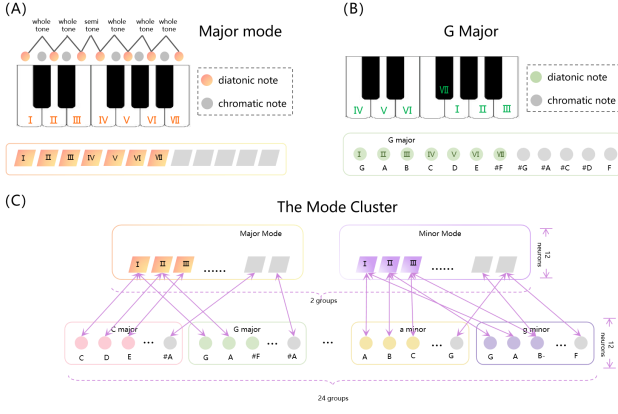 (A)
whole tone whole tone semi tone whole tone whole tone whole tone
Major mode
diatonic note
chromatic note
I II III IV V VI VII
I II III IV V VI VII
(B)
G Major
VII
IV V VI I II III
diatonic note
chromatic note
G major
I II III IV V VI VII
G A B C D E #F #G #A #C #D F
(C)
The Mode Cluster
Major Mode
I II III ......
Minor Mode
I II III ......
12 neurons
2 groups
C major
C D E ... #A
G major
G A #F ... #A
...
a minor
A B C ... G
g minor
G A B- ... F
12 neurons
24 groups